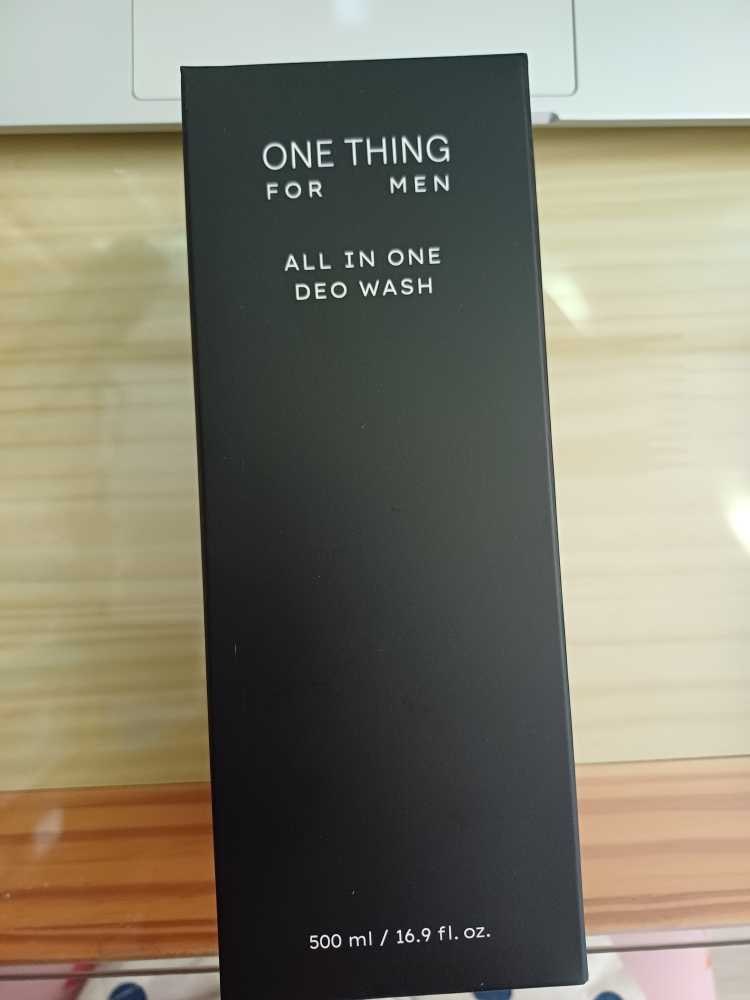 ONE THING
FOR MEN
ALL IN ONE
DEO WASH
500 ml / 16.9 fl. oz.